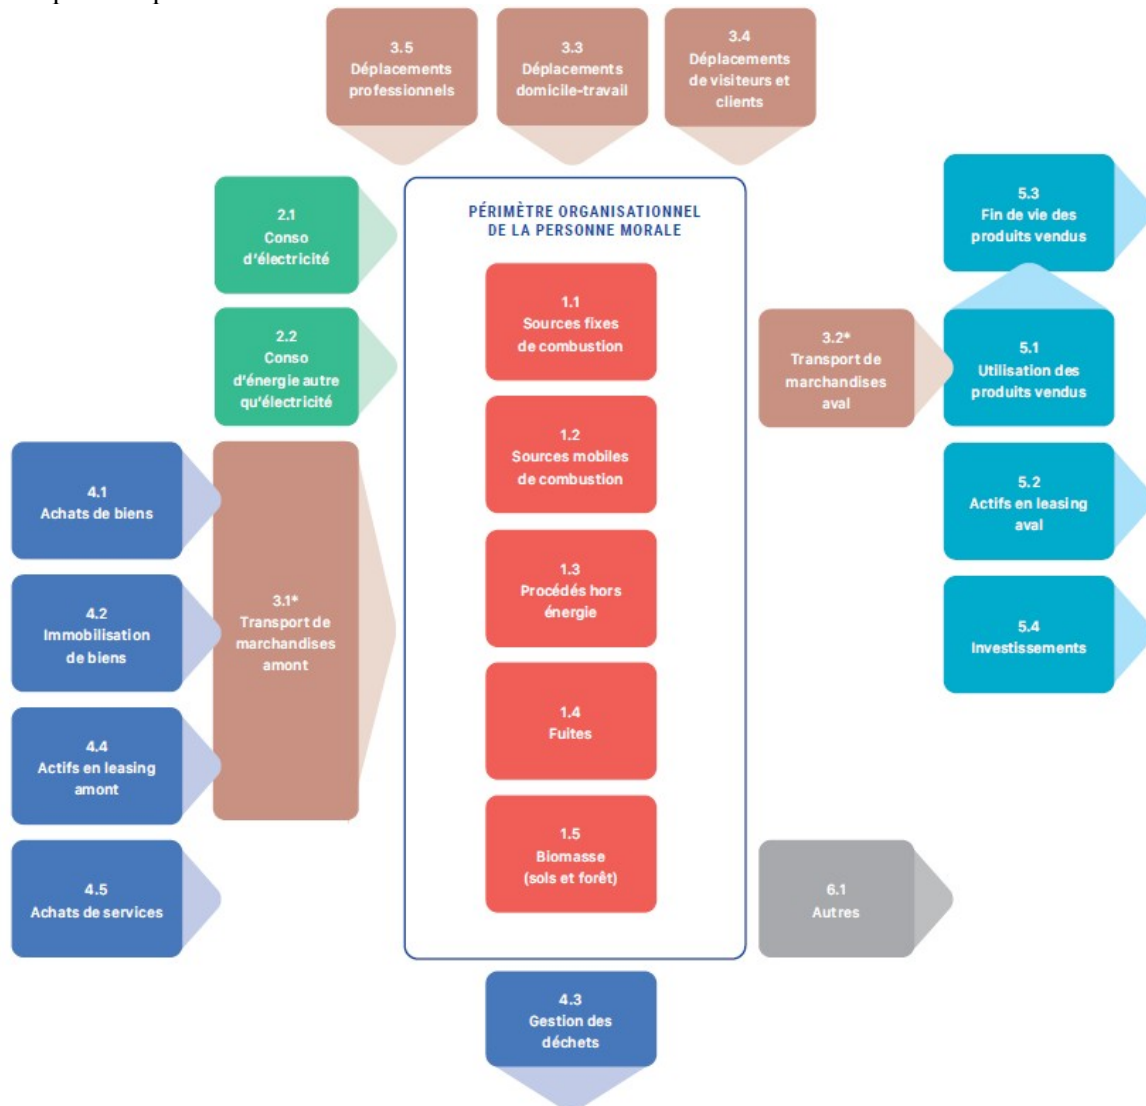 3.5
Déplacements
professionnels
3.3
Déplacements
domicile-travail
3.4
Déplacements
de visiteurs et
clients
2.1
Conso
d'électricité
2.2
Conso
d'énergie autre
qu'électricité
4.1
Achats de biens
4.2
Immobilisation
de biens
4.4
Actifs en leasing
amont
4.5
Achats de services
3.1*
Transport de
marchandises
amont
PÉRIMÈTRE ORGANISATIONNEL
DE LA PERSONNE MORALE
1.1
Sources fixes
de combustion
1.2
Sources mobiles
de combustion
1.3
Procédés hors
énergie
1.4
Fuites
1.5
Biomasse
(sols et forêt)
4.3
Gestion des
déchets
3.2*
Transport de
marchandises
aval
5.3
Fin de vie des
produits vendus
5.1
Utilisation des
produits vendus
5.2
Actifs en leasing
aval
5.4
Investissements
6.1
Autres